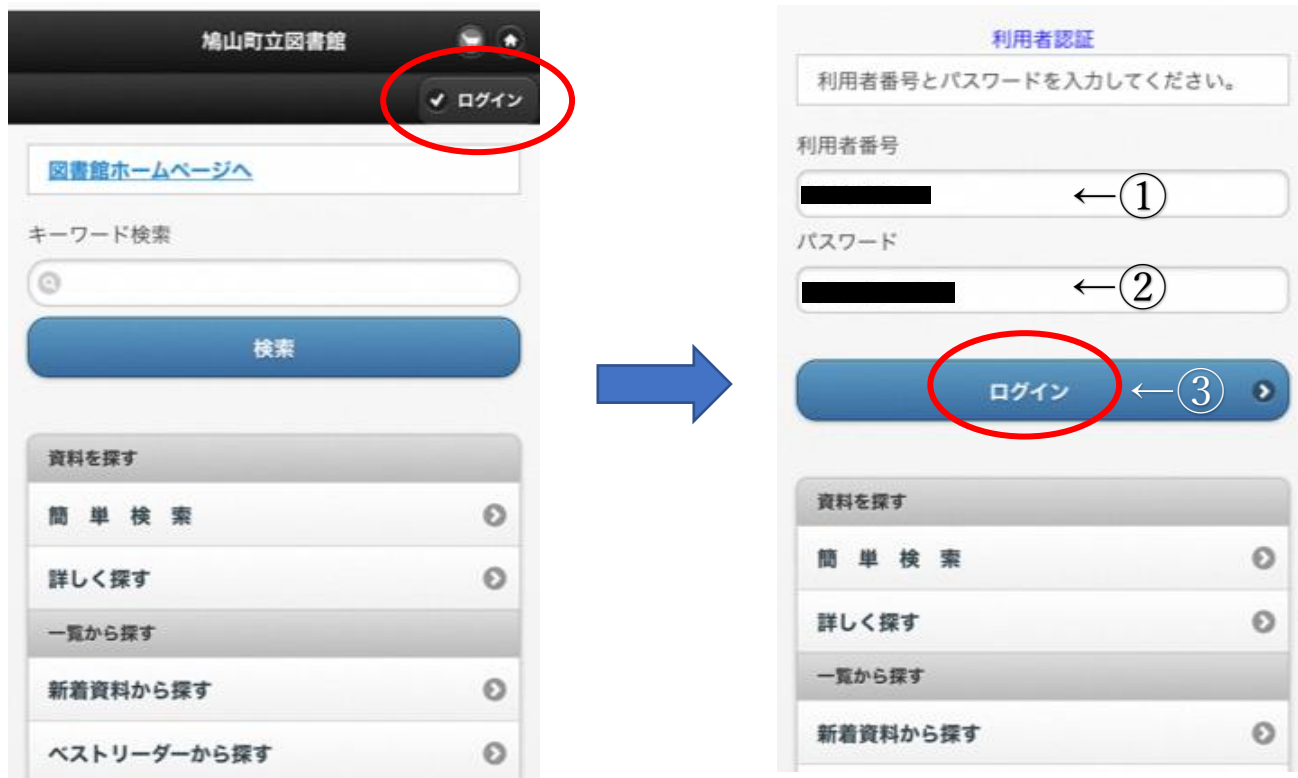 鳩山町立図書館
ログイン
図書館ホームページへ
キーワード検索
検索
資料を探す
簡 単 検 索
詳しく探す
一覧から探す
新着資料から探す
ベストリーダーから探す
利用者認証
利用者番号とパスワードを入力してください。
利用者番号
←①
パスワード
←②
ログイン ←③
資料を探す
簡 単 検 索
詳しく探す
一覧から探す
新着資料から探す